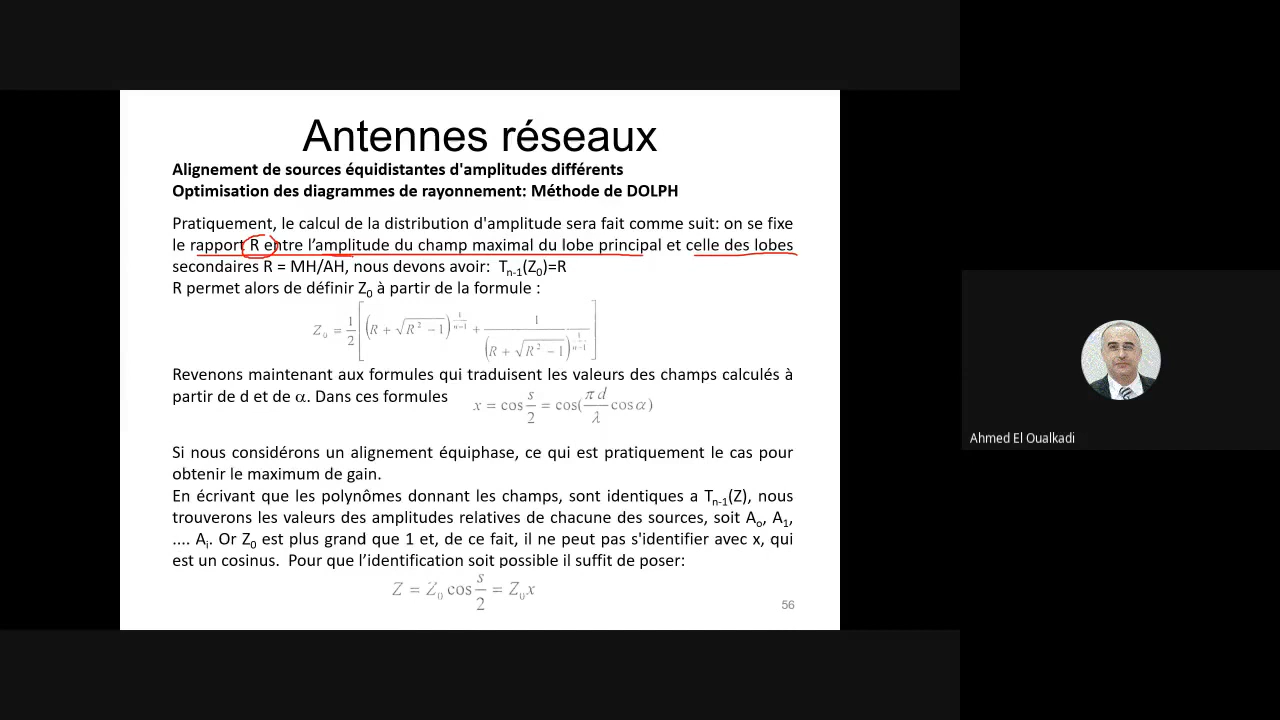 Antennes réseaux
Alignement de sources équidistantes d'amplitudes différents
Optimisation des diagrammes de rayonnement: Méthode de DOLPH
Pratiquement, le calcul de la distribution d'amplitude sera fait comme suit: on se fixe
le rapport R entre l'amplitude du champ maximal du lobe principal et celle des lobes
secondaires R = MH/AH, nous devons avoir: Tn-1(Z0)=R
R permet alors de définir Z0 à partir de la formule :
Z0 = 1/2 [ (R + √(R² − 1))^(1/(n−1)) + 1/(R + √(R² − 1))^(1/(n−1)) ]
Revenons maintenant aux formules qui traduisent les valeurs des champs calculés à
partir de d et de α. Dans ces formules x = cos s/2 = cos(πd/λ cos α)
Si nous considérons un alignement équiphase, ce qui est pratiquement le cas pour
obtenir le maximum de gain.
En écrivant que les polynômes donnant les champs, sont identiques a Tn-1(Z), nous
trouverons les valeurs des amplitudes relatives de chacune des sources, soit Ao, A1,
.... Ai. Or Z0 est plus grand que 1 et, de ce fait, il ne peut pas s'identifier avec x, qui
est un cosinus. Pour que l'identification soit possible il suffit de poser:
Z = Z0 cos s/2 = Z0 x
56
Ahmed El Oualkadi